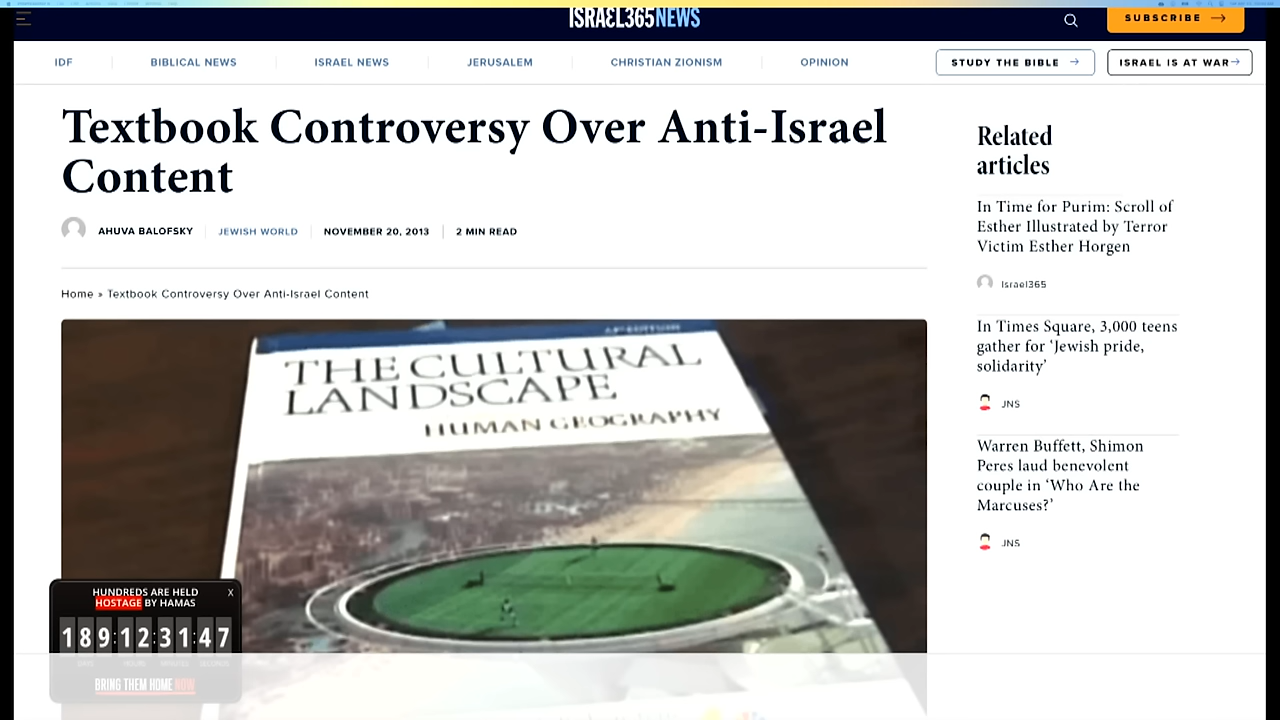 ISRAEL365NEWS
SUBSCRIBE
IDF
BIBLICAL NEWS
ISRAEL NEWS
JERUSALEM
CHRISTIAN ZIONISM
OPINION
STUDY THE BIBLE
ISRAEL IS AT WAR
Textbook Controversy Over Anti-Israel
Content
AHUVA BALOFSKY
JEWISH WORLD
NOVEMBER 20, 2013
2 MIN READ
Home » Textbook Controversy Over Anti-Israel Content
THE CULTURAL
LANDSCAPE
HUMAN GEOGRAPHY
HUNDREDS ARE HELD
HOSTAGE BY HAMAS
X
189:12:31:47
BRING THEM HOME NOW
Related
articles
In Time for Purim: Scroll of
Esther Illustrated by Terror
Victim Esther Horgen
Israel365
In Times Square, 3,000 teens
gather for ‘Jewish pride,
solidarity’
JNS
Warren Buffett, Shimon
Peres laud benevolent
couple in ‘Who Are the
Marcuses?’
JNS